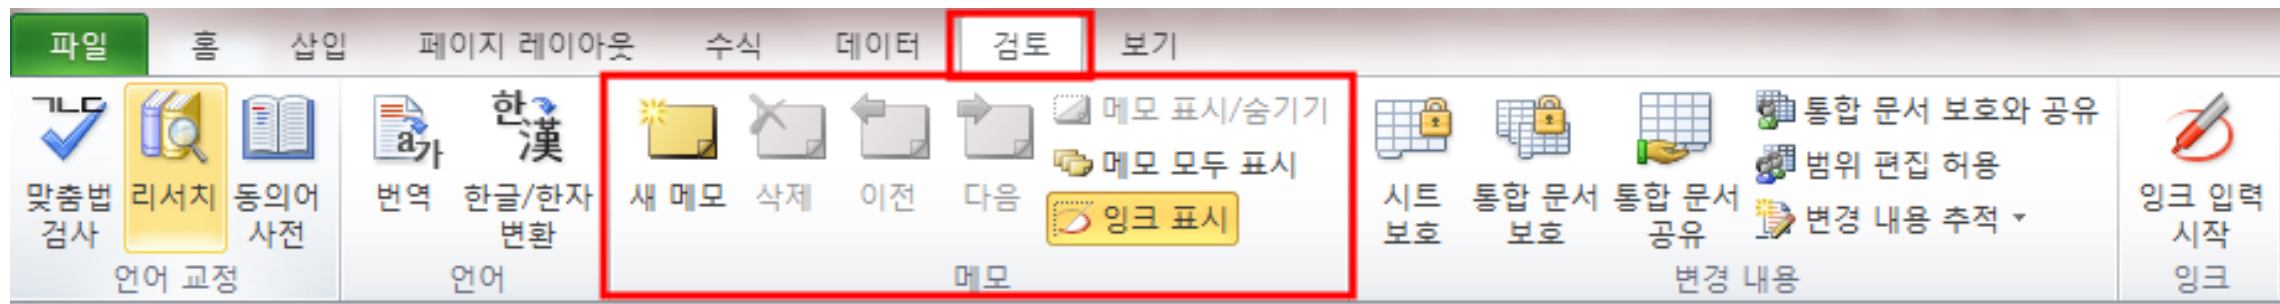 파일 홈 삽입 페이지 레이아웃 수식 데이터 검토 보기
ㄱㄴㄷ
맞춤법
검사
리서치
동의어
사전
언어 교정
a가
번역
한漢
한글/한자
변환
언어
새 메모
삭제
이전
다음
메모 표시/숨기기
메모 모두 표시
잉크 표시
메모
시트
보호
통합 문서
보호
통합 문서
공유
통합 문서 보호와 공유
범위 편집 허용
변경 내용 추적
변경 내용
잉크 입력
시작
잉크